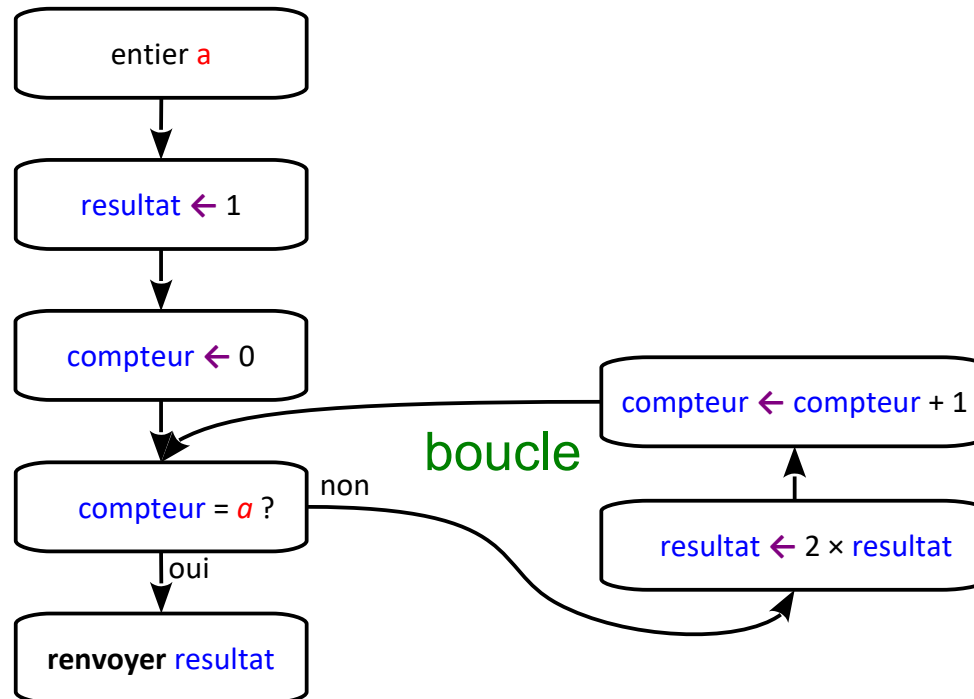 entier a
resultat ← 1
compteur ← 0
compteur ← compteur + 1
boucle
compteur = a ?
non
resultat ← 2 × resultat
oui
renvoyer resultat